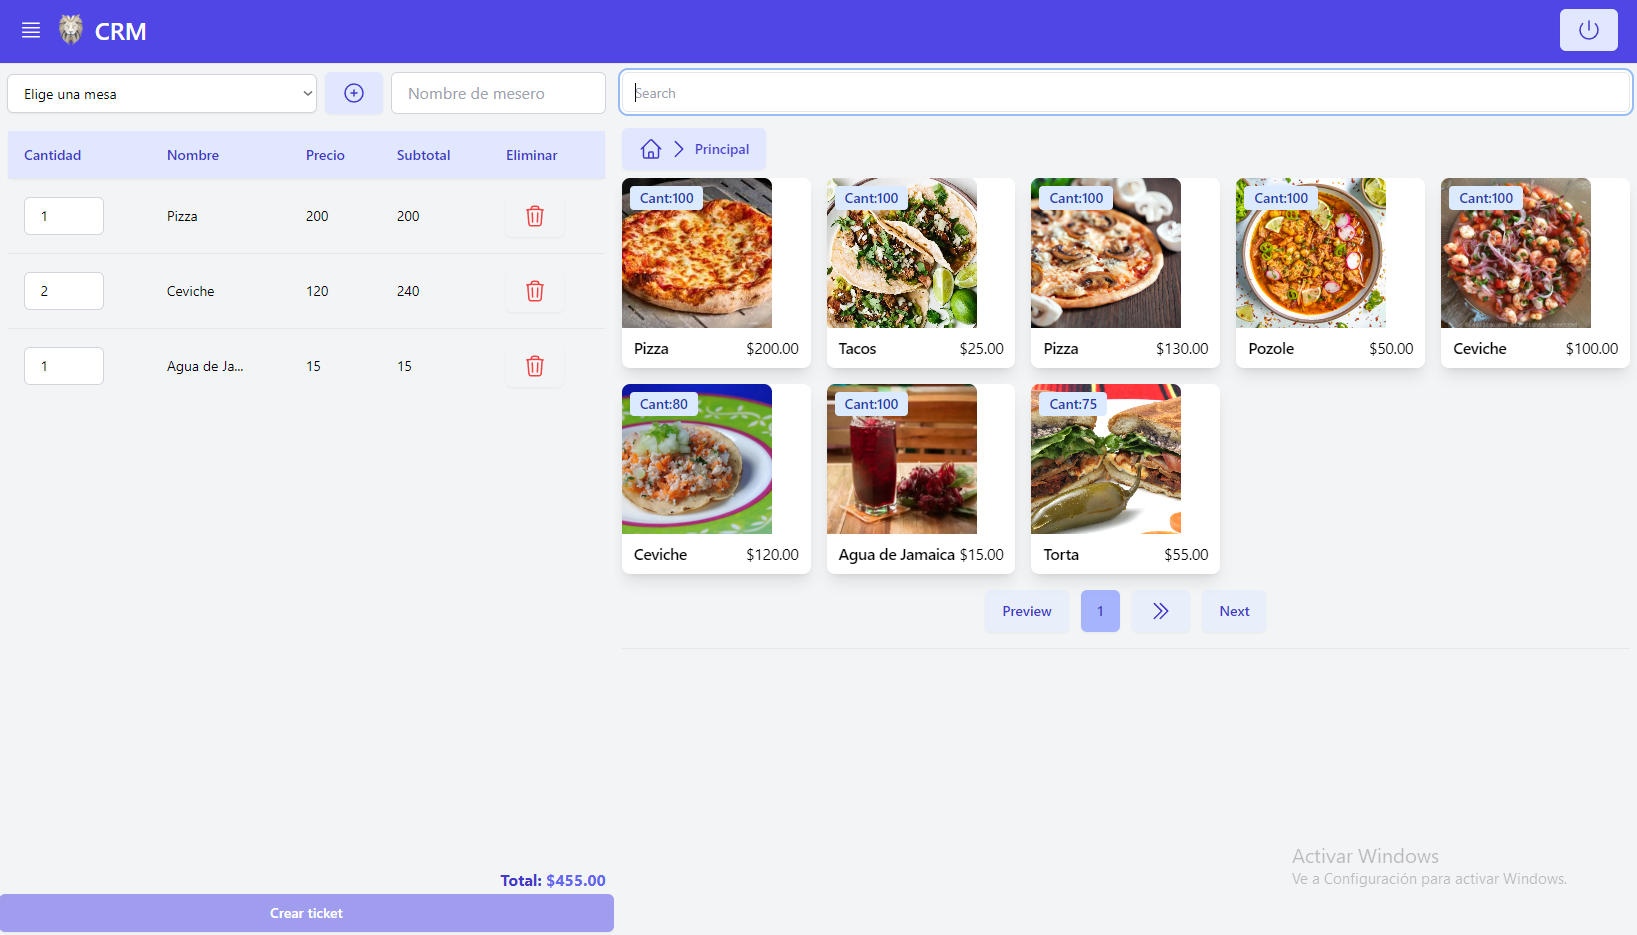 CRM
Elige una mesa
Nombre de mesero
Search
Cantidad Nombre Precio Subtotal Eliminar
1 Pizza 200 200
2 Ceviche 120 240
1 Agua de Ja... 15 15
Total: $455.00
Crear ticket
Principal
Cant:100 Cant:100 Cant:100 Cant:100 Cant:100
Pizza $200.00 Tacos $25.00 Pizza $130.00 Pozole $50.00 Ceviche $100.00
Cant:80 Cant:100 Cant:75
Ceviche $120.00 Agua de Jamaica $15.00 Torta $55.00
Preview 1 Next
Activar Windows
Ve a Configuración para activar Windows.